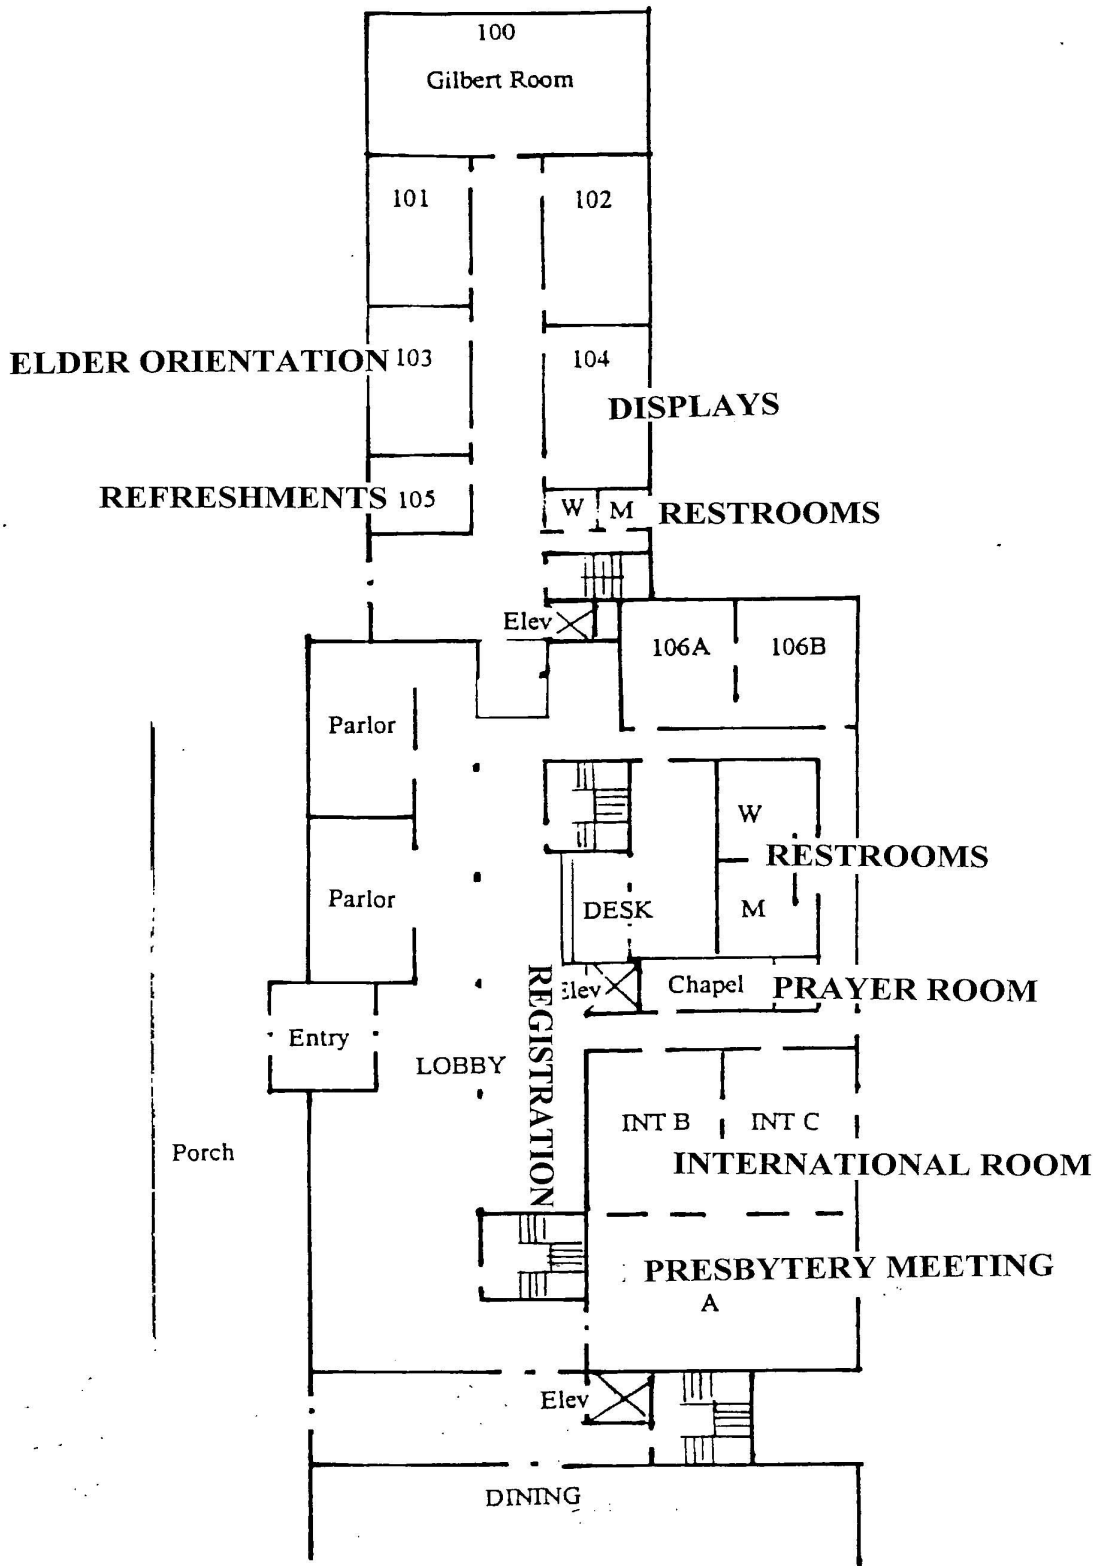 100
Gilbert Room
101
102
ELDER ORIENTATION 103
104
DISPLAYS
REFRESHMENTS 105
W M RESTROOMS
Elev
106A 106B
Parlor
W
RESTROOMS
Parlor
DESK
M
REGISTRATION
Elev
Chapel PRAYER ROOM
Entry
LOBBY
INT B INT C
Porch
INTERNATIONAL ROOM
PRESBYTERY MEETING
A
Elev
DINING